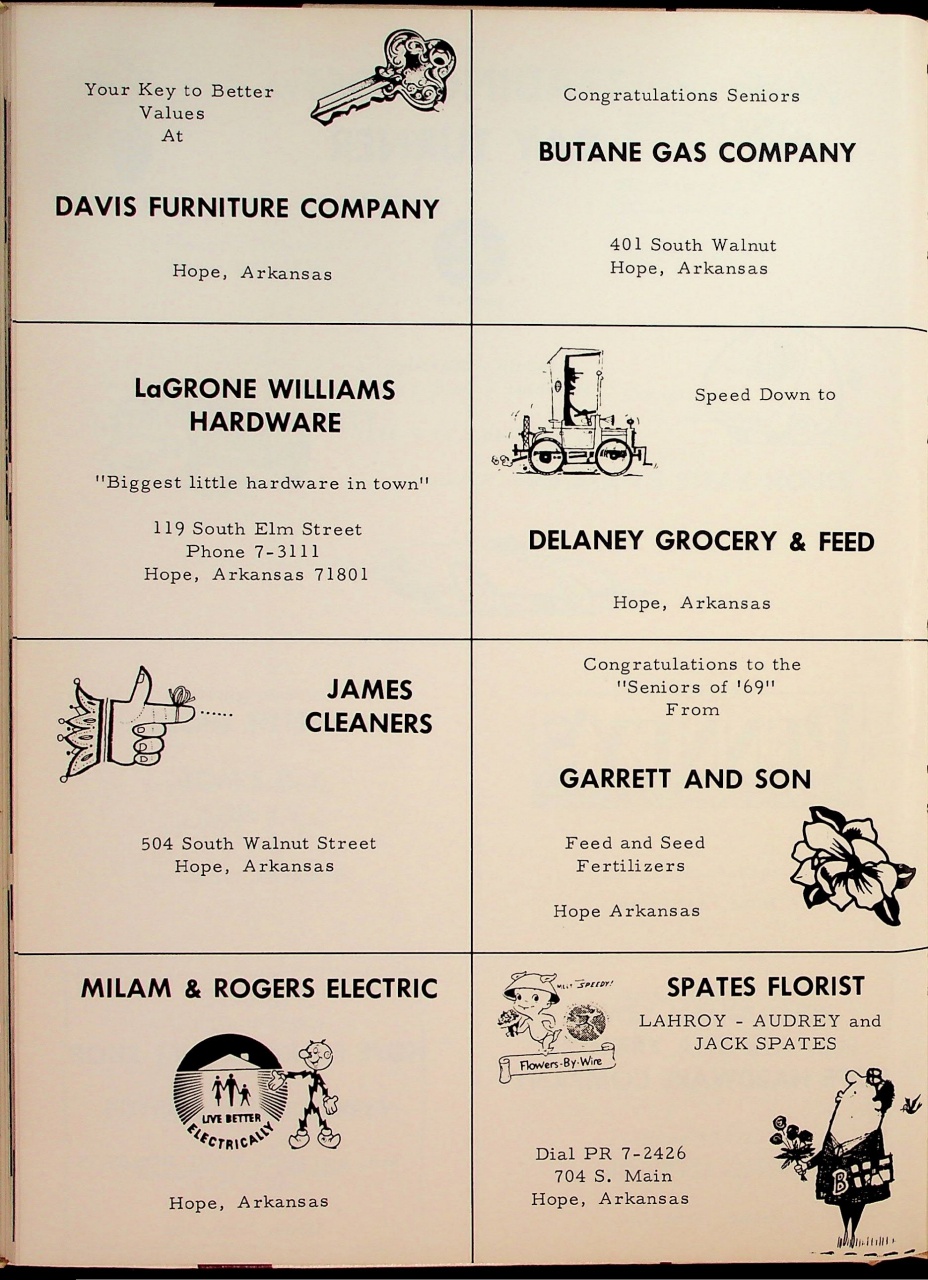 Your Key to Better
Values
At
DAVIS FURNITURE COMPANY
Hope, Arkansas
Congratulations Seniors
BUTANE GAS COMPANY
401 South Walnut
Hope, Arkansas
LaGRONE WILLIAMS
HARDWARE
"Biggest little hardware in town"
119 South Elm Street
Phone 7-3111
Hope, Arkansas 71801
Speed Down to
DELANEY GROCERY & FEED
Hope, Arkansas
JAMES
CLEANERS
504 South Walnut Street
Hope, Arkansas
Congratulations to the
"Seniors of '69"
From
GARRETT AND SON
Feed and Seed
Fertilizers
Hope Arkansas
MILAM & ROGERS ELECTRIC
LIVE BETTER
ELECTRICALLY
Hope, Arkansas
SPEEDY!
Flowers-By-Wire
SPATES FLORIST
LAHROY - AUDREY and
JACK SPATES
Dial PR 7-2426
704 S. Main
Hope, Arkansas
B